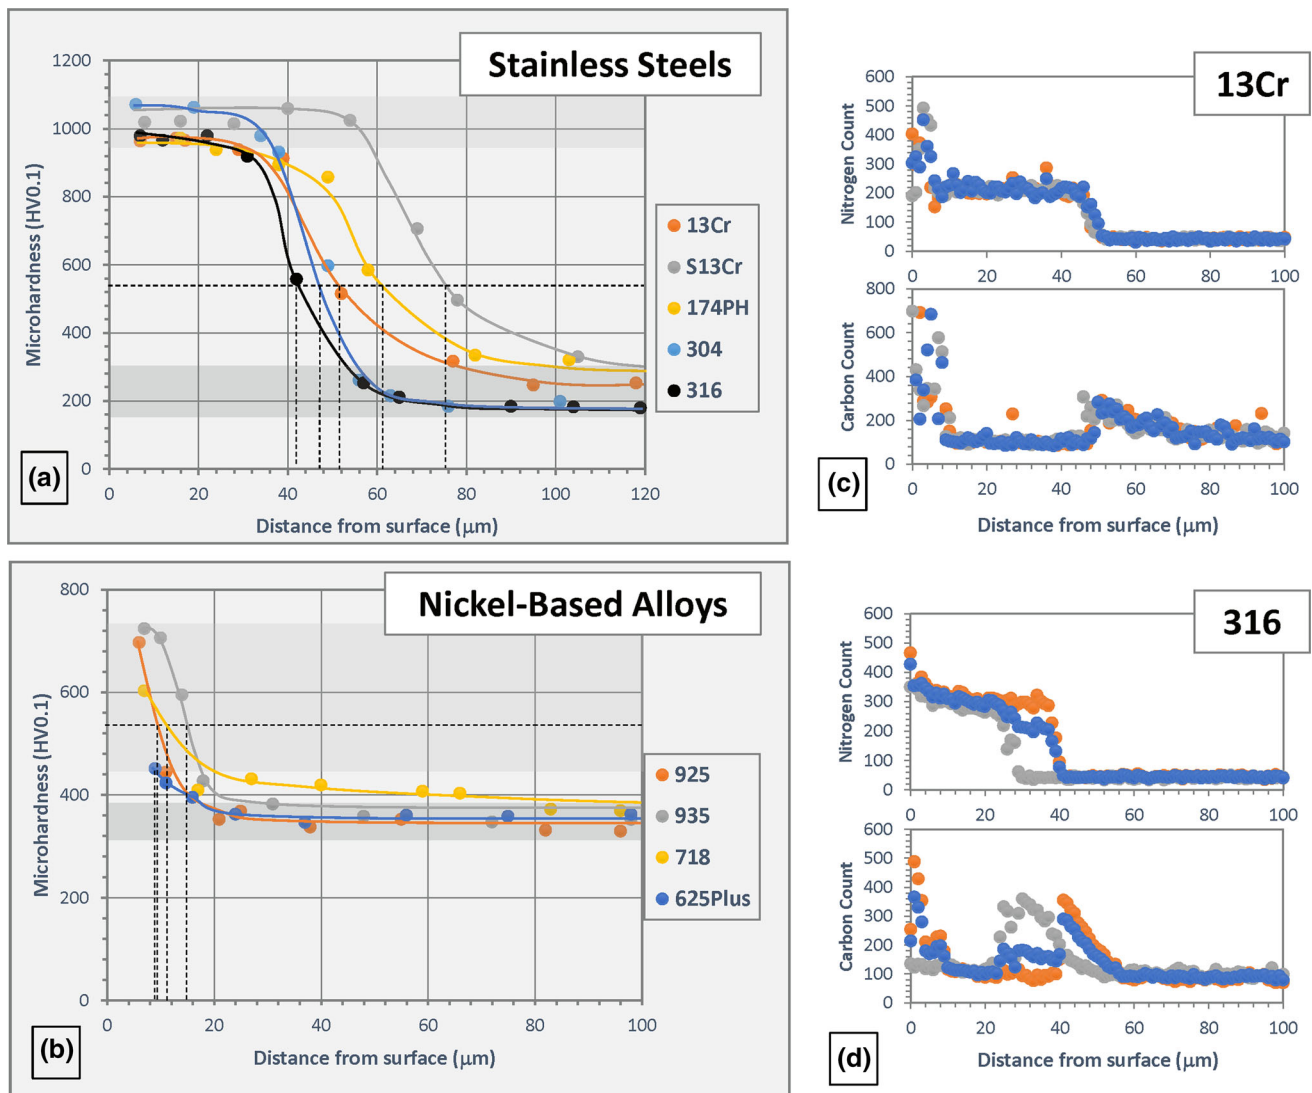 Stainless Steels
1200
1000
800
600
400
200
0
Microhardness (HV0.1)
0 20 40 60 80 100 120
Distance from surface (μm)
13Cr
S13Cr
174PH
304
316
(a)
Nickel-Based Alloys
800
600
400
200
0
Microhardness (HV0.1)
0 20 40 60 80 100
Distance from surface (μm)
925
935
718
625Plus
(b)
13Cr
600
500
400
300
200
100
0
Nitrogen Count
0 20 40 60 80 100
800
600
400
200
0
Carbon Count
0 20 40 60 80 100
Distance from surface (μm)
(c)
316
600
500
400
300
200
100
0
Nitrogen Count
0 20 40 60 80 100
600
500
400
300
200
100
0
Carbon Count
0 20 40 60 80 100
Distance from surface (μm)
(d)